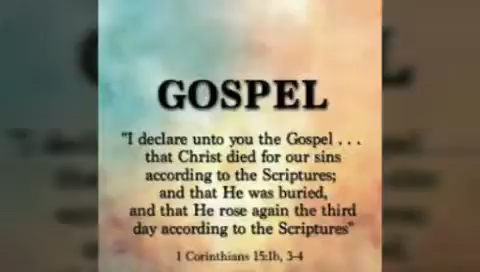 GOSPEL
"I declare unto you the Gospel . . .
that Christ died for our sins
according to the Scriptures;
and that He was buried,
and that He rose again the third
day according to the Scriptures"
1 Corinthians 15:1b, 3-4